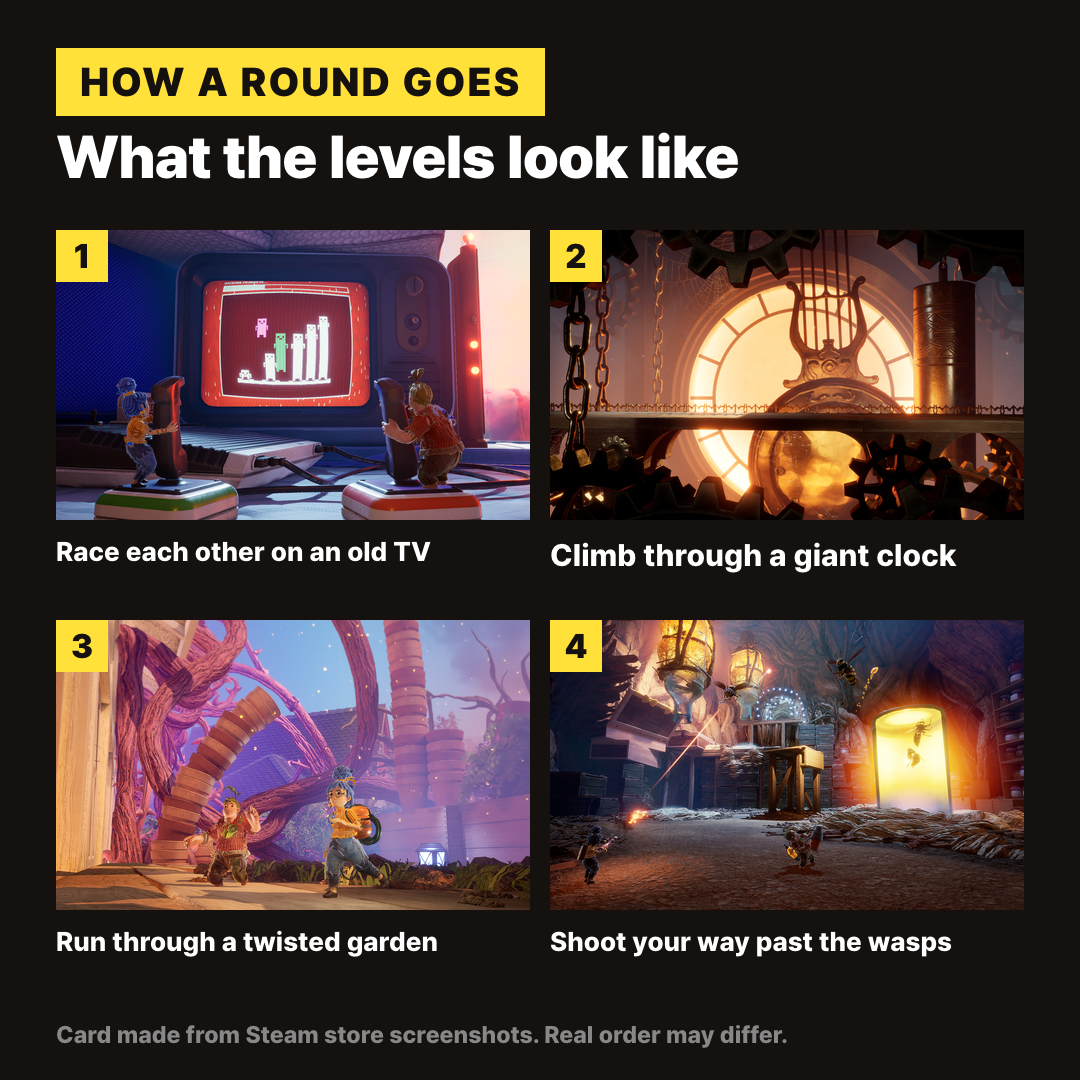 HOW A ROUND GOES
What the levels look like
1
2
Race each other on an old TV
Climb through a giant clock
3
4
Run through a twisted garden
Shoot your way past the wasps
Card made from Steam store screenshots. Real order may differ.